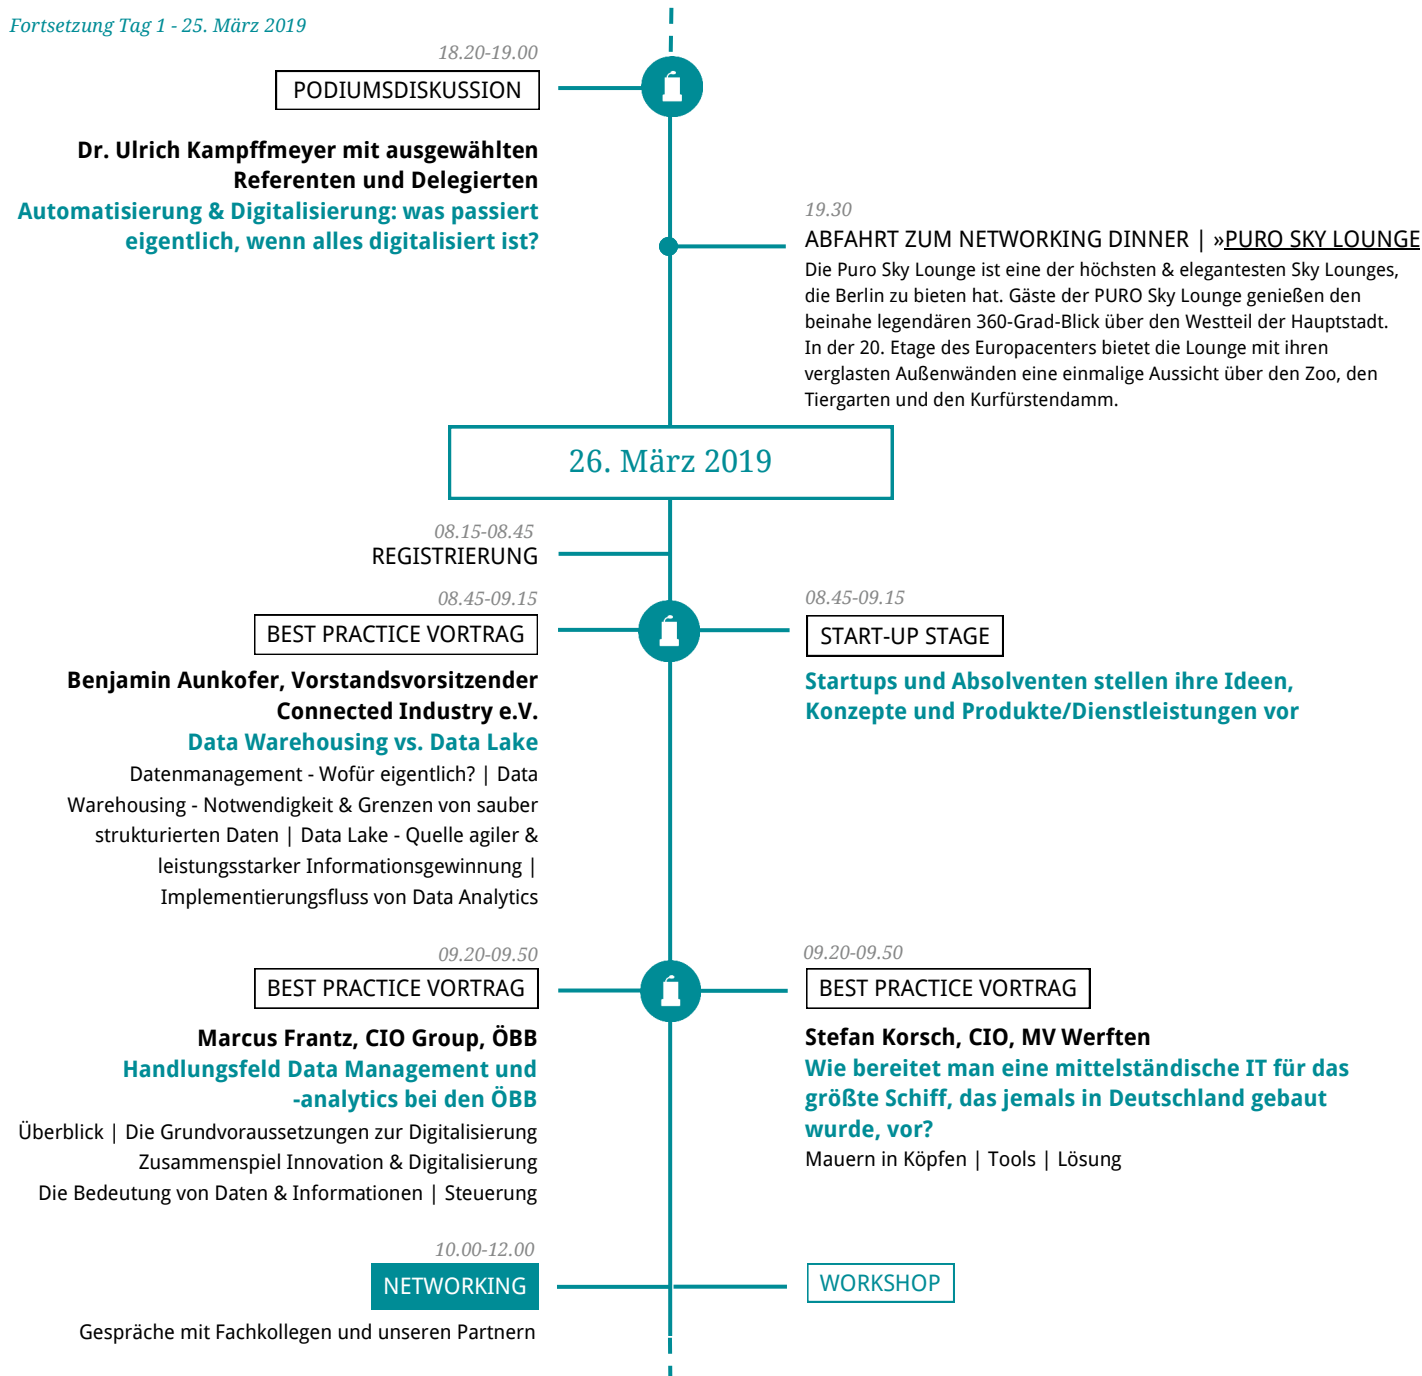 Fortsetzung Tag 1 - 25. März 2019
18.20-19.00
PODIUMSDISKUSSION
Dr. Ulrich Kampffmeyer mit ausgewählten
Referenten und Delegierten
Automatisierung & Digitalisierung: was passiert
eigentlich, wenn alles digitalisiert ist?
19.30
ABFAHRT ZUM NETWORKING DINNER | »PURO SKY LOUNGE
Die Puro Sky Lounge ist eine der höchsten & elegantesten Sky Lounges,
die Berlin zu bieten hat. Gäste der PURO Sky Lounge genießen den
beinahe legendären 360-Grad-Blick über den Westteil der Hauptstadt.
In der 20. Etage des Europacenters bietet die Lounge mit ihren
verglasten Außenwänden eine einmalige Aussicht über den Zoo, den
Tiergarten und den Kurfürstendamm.
26. März 2019
08.15-08.45
REGISTRIERUNG
08.45-09.15
BEST PRACTICE VORTRAG
Benjamin Aunkofer, Vorstandsvorsitzender
Connected Industry e.V.
Data Warehousing vs. Data Lake
Datenmanagement - Wofür eigentlich? | Data
Warehousing - Notwendigkeit & Grenzen von sauber
strukturierten Daten | Data Lake - Quelle agiler &
leistungsstarker Informationsgewinnung |
Implementierungsfluss von Data Analytics
08.45-09.15
START-UP STAGE
Startups und Absolventen stellen ihre Ideen,
Konzepte und Produkte/Dienstleistungen vor
09.20-09.50
BEST PRACTICE VORTRAG
Marcus Frantz, CIO Group, ÖBB
Handlungsfeld Data Management und
-analytics bei den ÖBB
Überblick | Die Grundvoraussetzungen zur Digitalisierung
Zusammenspiel Innovation & Digitalisierung
Die Bedeutung von Daten & Informationen | Steuerung
09.20-09.50
BEST PRACTICE VORTRAG
Stefan Korsch, CIO, MV Werften
Wie bereitet man eine mittelständische IT für das
größte Schiff, das jemals in Deutschland gebaut
wurde, vor?
Mauern in Köpfen | Tools | Lösung
10.00-12.00
NETWORKING
Gespräche mit Fachkollegen und unseren Partnern
WORKSHOP